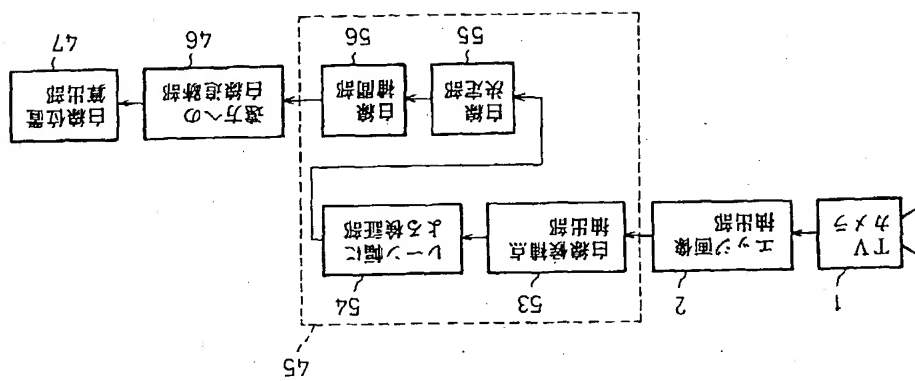 45
1
2
53
54
TV
カメラ
エッジ画像
抽出部
白線候補点
抽出部
レーン幅に
よる検証部
白線
決定部
白線
補間部
遠方への
白線追跡部
白線位置
算出部
55
56
46
47